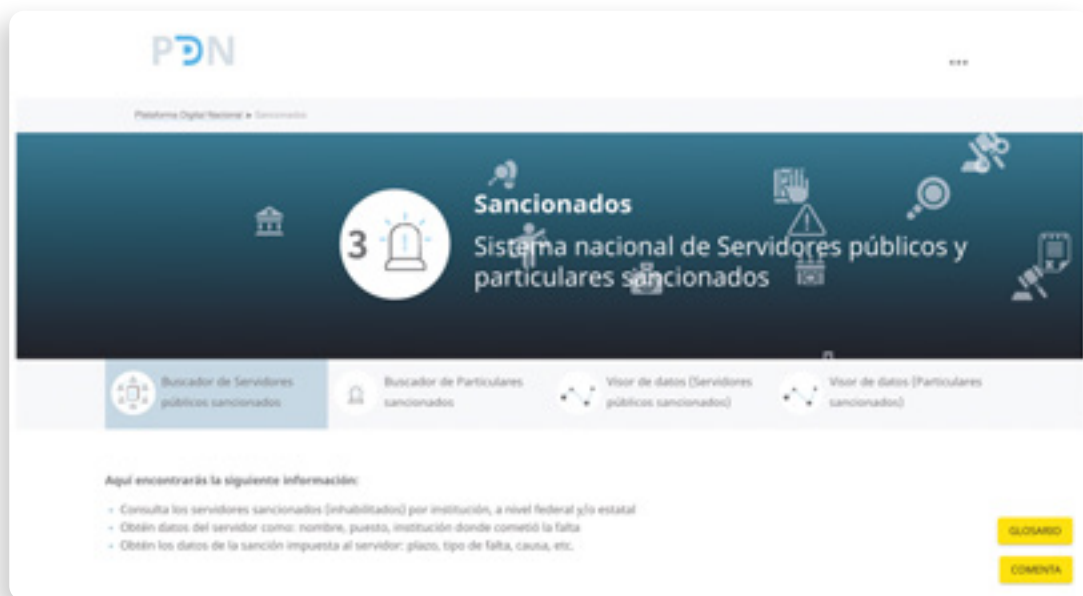 PDN
Plataforma Digital Nacional ▸ Sancionados
3
Sancionados
Sistema nacional de Servidores públicos y
particulares sancionados
Buscador de Servidores
públicos sancionados
Buscador de Particulares
sancionados
Visor de datos (Servidores
públicos sancionados)
Visor de datos (Particulares
sancionados)
Aquí encontrarás la siguiente información:
- Consulta los servidores sancionados (inhabilitados) por institución, a nivel federal y/o estatal
- Obtén datos del servidor como: nombre, puesto, institución donde cometió la falta
- Obtén los datos de la sanción impuesta al servidor: plazo, tipo de falta, causa, etc.
GLOSARIO
COMENTA